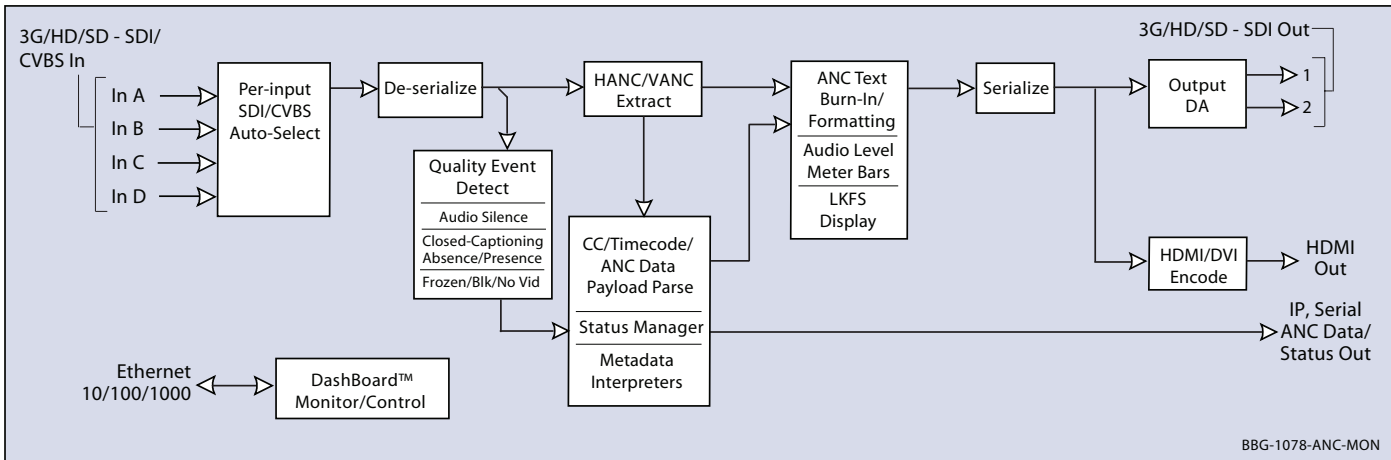 3G/HD/SD - SDI/
CVBS In
In A
In B
In C
In D
Per-input
SDI/CVBS
Auto-Select
De-serialize
Quality Event
Detect
Audio Silence
Closed-Captioning
Absence/Presence
Frozen/Blk/No Vid
HANC/VANC
Extract
CC/Timecode/
ANC Data
Payload Parse
Status Manager
Metadata
Interpreters
ANC Text
Burn-In/
Formatting
Audio Level
Meter Bars
LKFS
Display
Serialize
3G/HD/SD - SDI Out
Output
DA
1
2
HDMI/DVI
Encode
HDMI
Out
IP, Serial
ANC Data/
Status Out
Ethernet
10/100/1000
DashBoard™
Monitor/Control
BBG-1078-ANC-MON